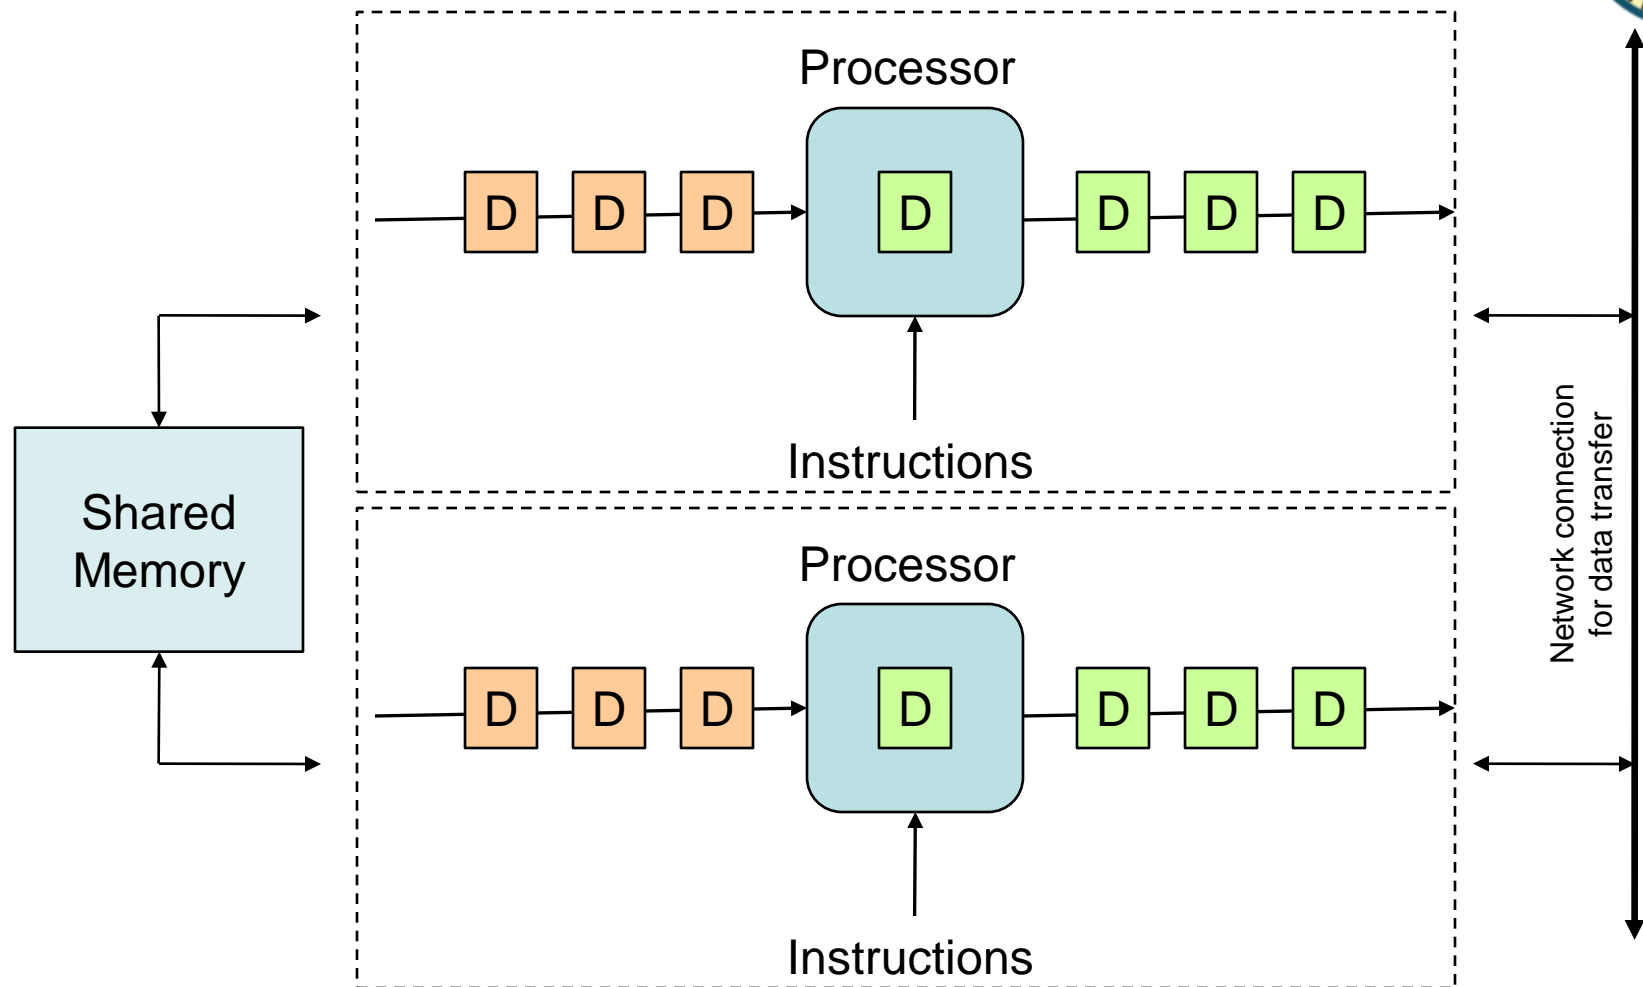 Processor
D D D D D D D
Instructions
Shared
Memory
Processor
D D D D D D D
Instructions
Network connection
for data transfer